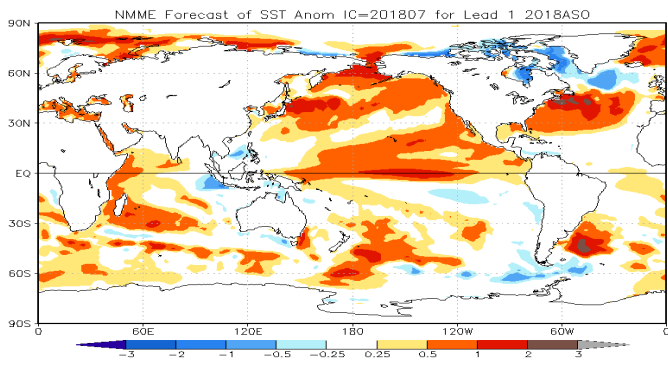 NMME Forecast of SST Anom IC=201807 for Lead 1 2018ASO
90N
60N
30N
EQ
30S
60S
90S
0 60E 120E 180 120W 60W 0
-3 -2 -1 -0.5 -0.25 0.25 0.5 1 2 3